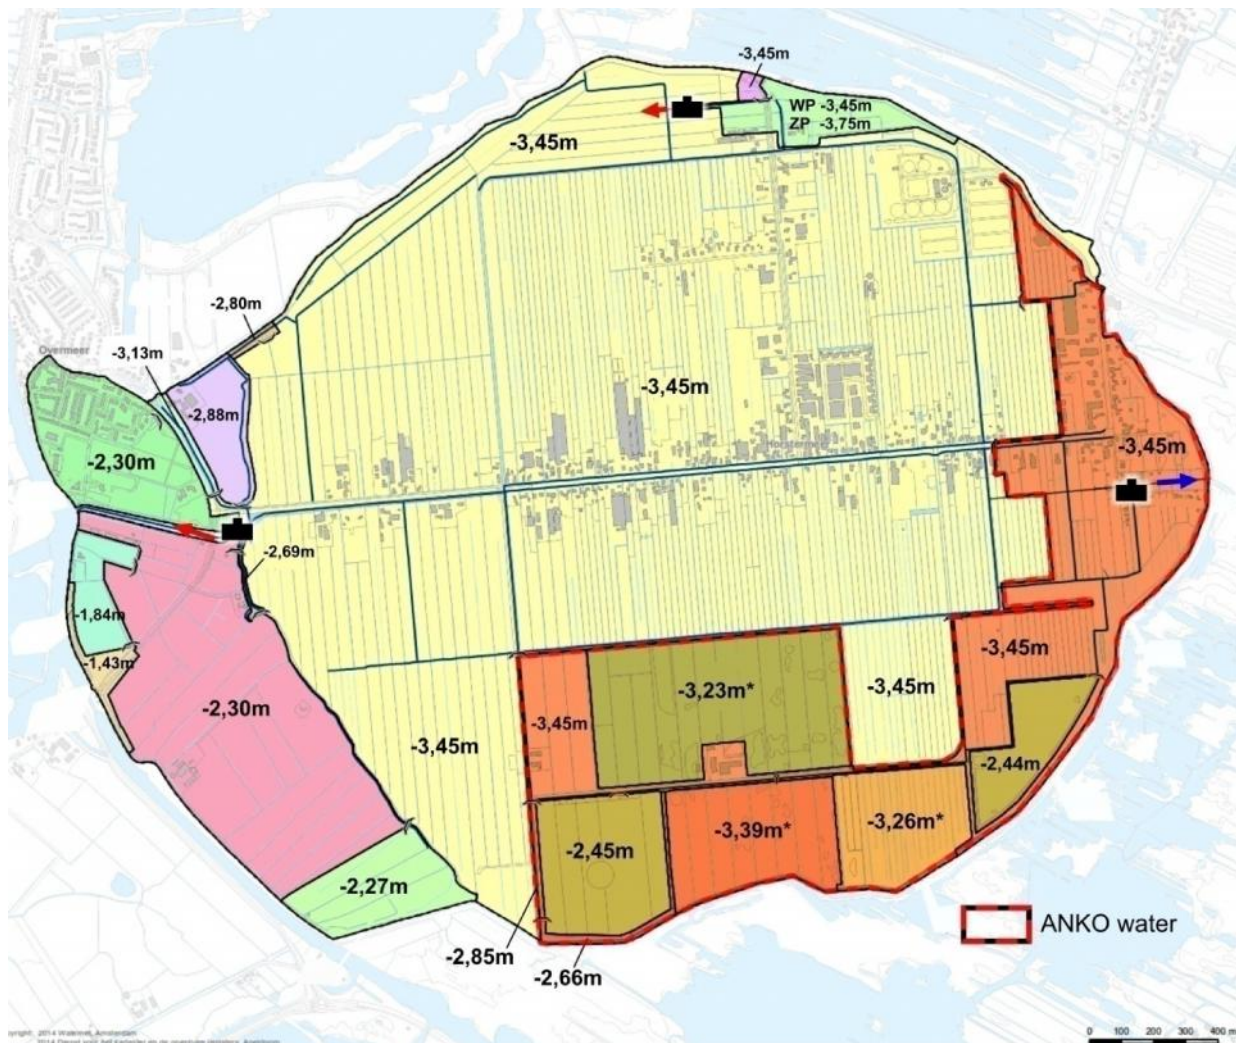 -3,45m
WP -3,45m
ZP -3,75m
-3,45m
-2,80m
Overmeer
-3,13m
-3,45m
-2,88m
-3,45m
-2,30m
-2,69m
-1,84m
-3,45m
-1,43m
-3,23m*
-3,45m
-2,30m
-3,45m
-3,45m
-2,44m
-3,39m*
-3,26m*
-2,45m
-2,27m
ANKO water
-2,85m
-2,66m
2014 Waternet, Amsterdam
0 100 200 300 400 m